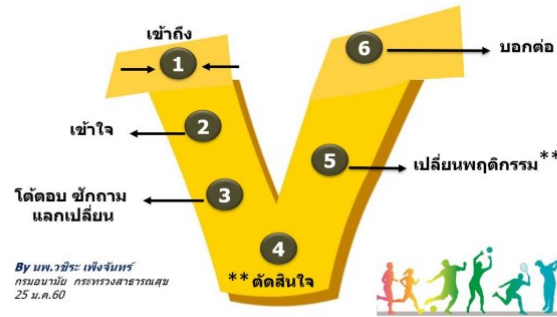 เข้าถึง
1
2
เข้าใจ
3
โต้ตอบ ซักถาม
แลกเปลี่ยน
4
** ตัดสินใจ
5
เปลี่ยนพฤติกรรม**
6
บอกต่อ
By นพ.วชิระ เพ็งจันทร์
กรมอนามัย กระทรวงสาธารณสุข
25 ม.ค.60